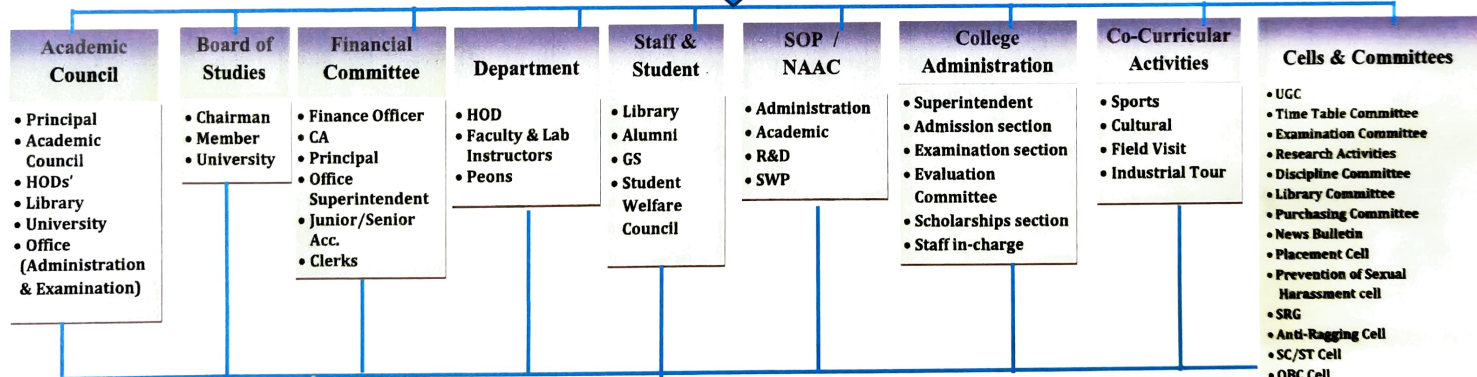 Academic
Council
• Principal
• Academic
Council
• HODs'
• Library
• University
• Office
(Administration
& Examination)
Board of
Studies
• Chairman
• Member
• University
Financial
Committee
• Finance Officer
• CA
• Principal
• Office
Superintendent
• Junior/Senior
Acc.
• Clerks
Department
• HOD
• Faculty & Lab
Instructors
• Peons
Staff &
Student
• Library
• Alumni
• GS
• Student
Welfare
Council
SOP /
NAAC
• Administration
• Academic
• R&D
• SWP
College
Administration
• Superintendent
• Admission section
• Examination section
• Evaluation
Committee
• Scholarships section
• Staff in-charge
Co-Curricular
Activities
• Sports
• Cultural
• Field Visit
• Industrial Tour
Cells & Committees
• UGC
• Time Table Committee
• Examination Committee
• Research Activities
• Discipline Committee
• Library Committee
• Purchasing Committee
• News Bulletin
• Placement Cell
• Prevention of Sexual
Harassment cell
• SRG
• Anti-Ragging Cell
• SC/ST Cell
• OBC Cell